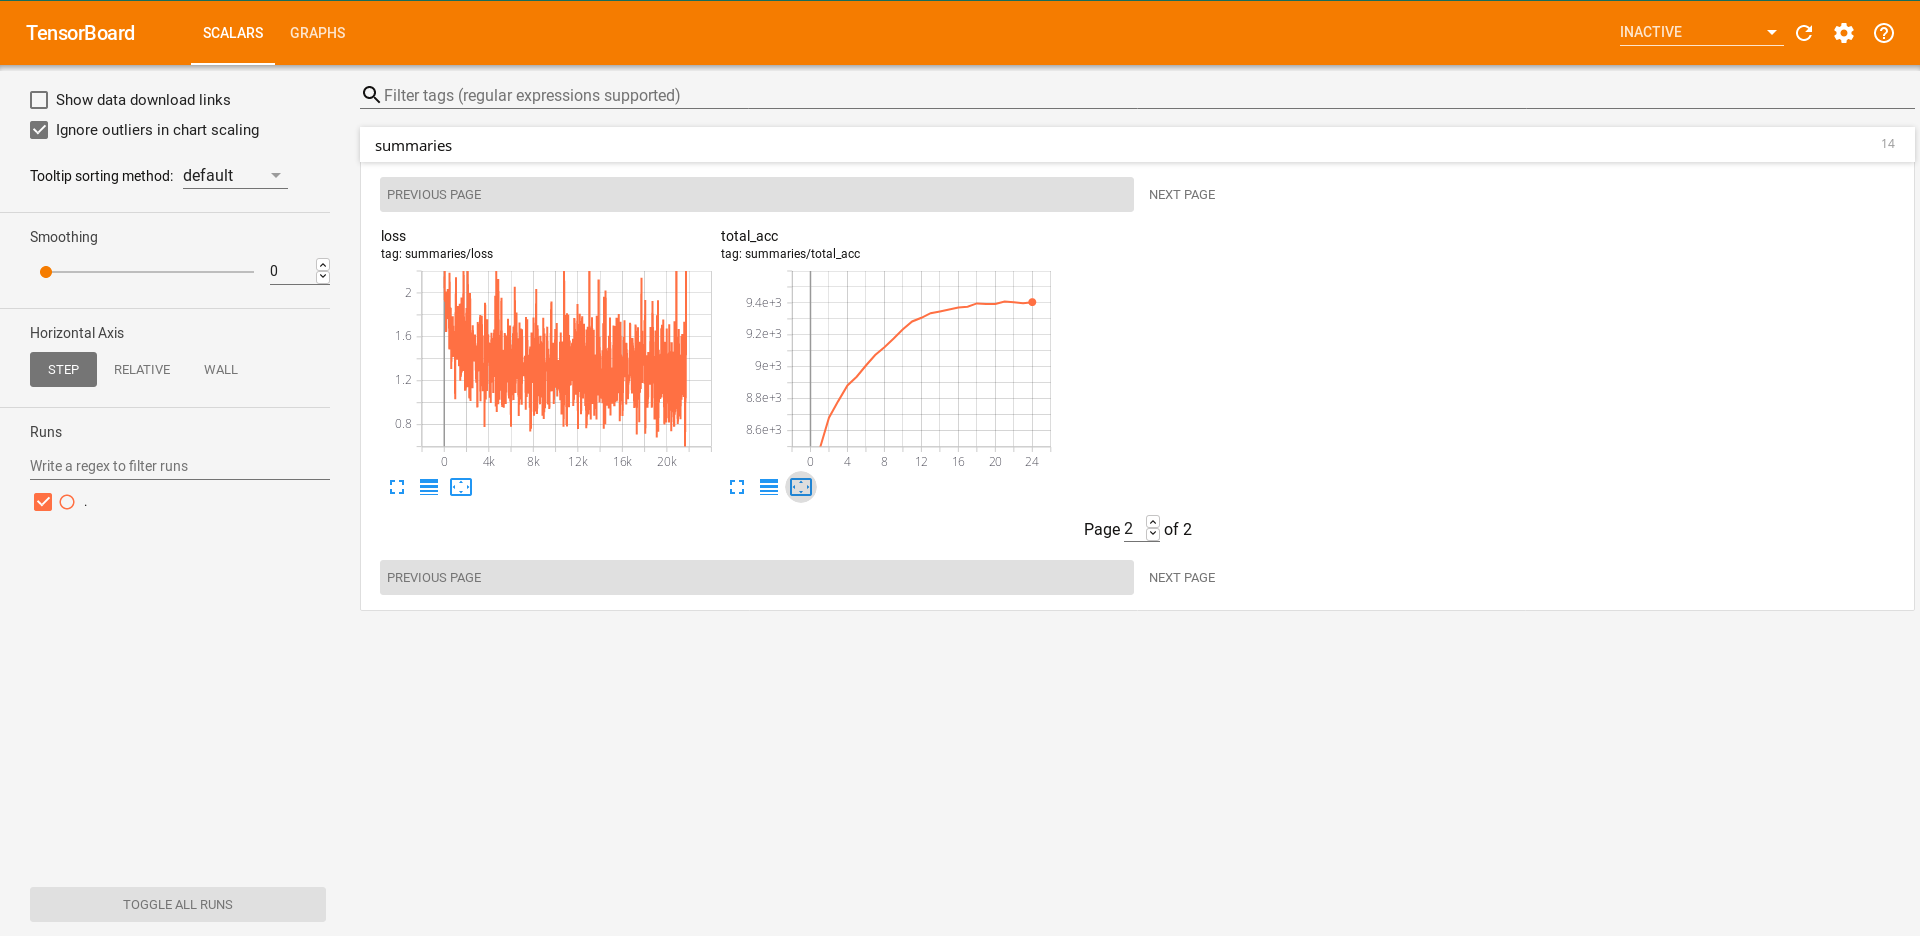 TensorBoard SCALARS GRAPHS INACTIVE
Show data download links
Ignore outliers in chart scaling
Tooltip sorting method: default
Smoothing
0
Horizontal Axis
STEP RELATIVE WALL
Runs
Write a regex to filter runs
.
TOGGLE ALL RUNS
Filter tags (regular expressions supported)
summaries 14
PREVIOUS PAGE NEXT PAGE
loss
tag: summaries/loss
2
1.6
1.2
0.8
0 4k 8k 12k 16k 20k
total_acc
tag: summaries/total_acc
9.4e+3
9.2e+3
9e+3
8.8e+3
8.6e+3
0 4 8 12 16 20 24
Page 2 of 2
PREVIOUS PAGE NEXT PAGE